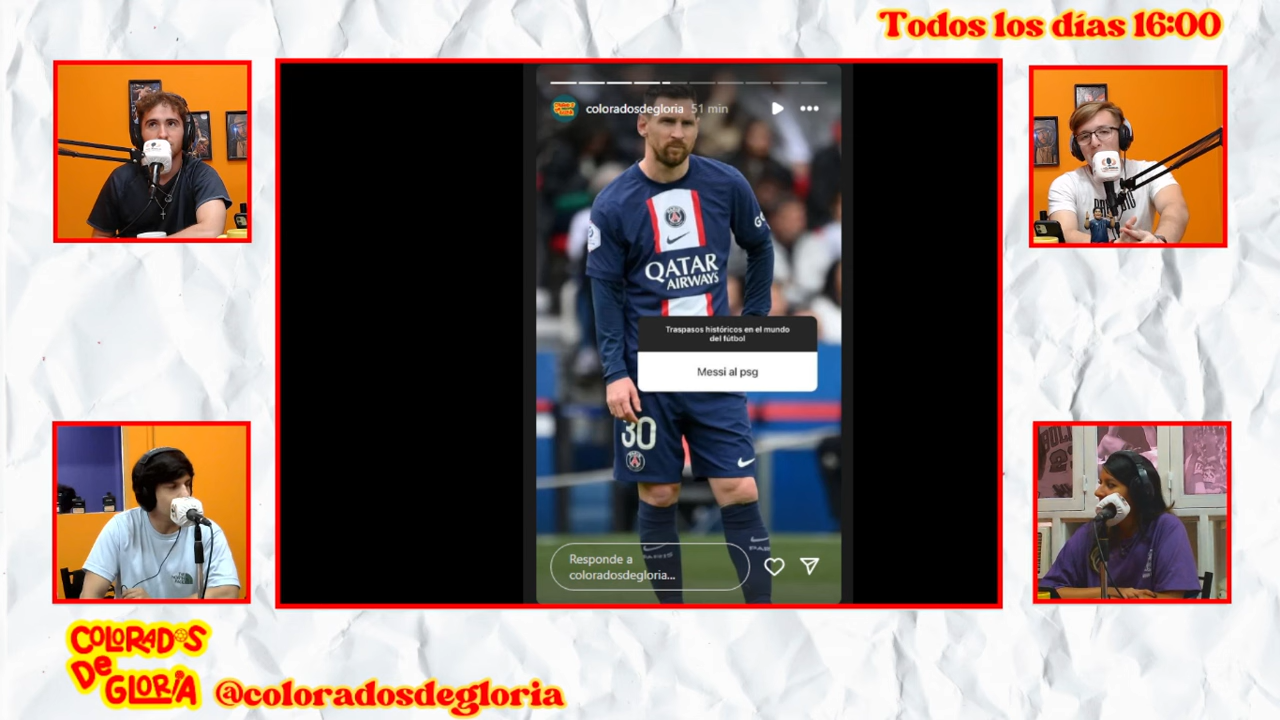 Todos los días 16:00
coloradosdegloria 51 min
QATAR
AIRWAYS
Traspasos históricos en el mundo
del fútbol
Messi al psg
30
Responde a
coloradosdegloria...
COLORADOS
De
GLORIA
@coloradosdegloria